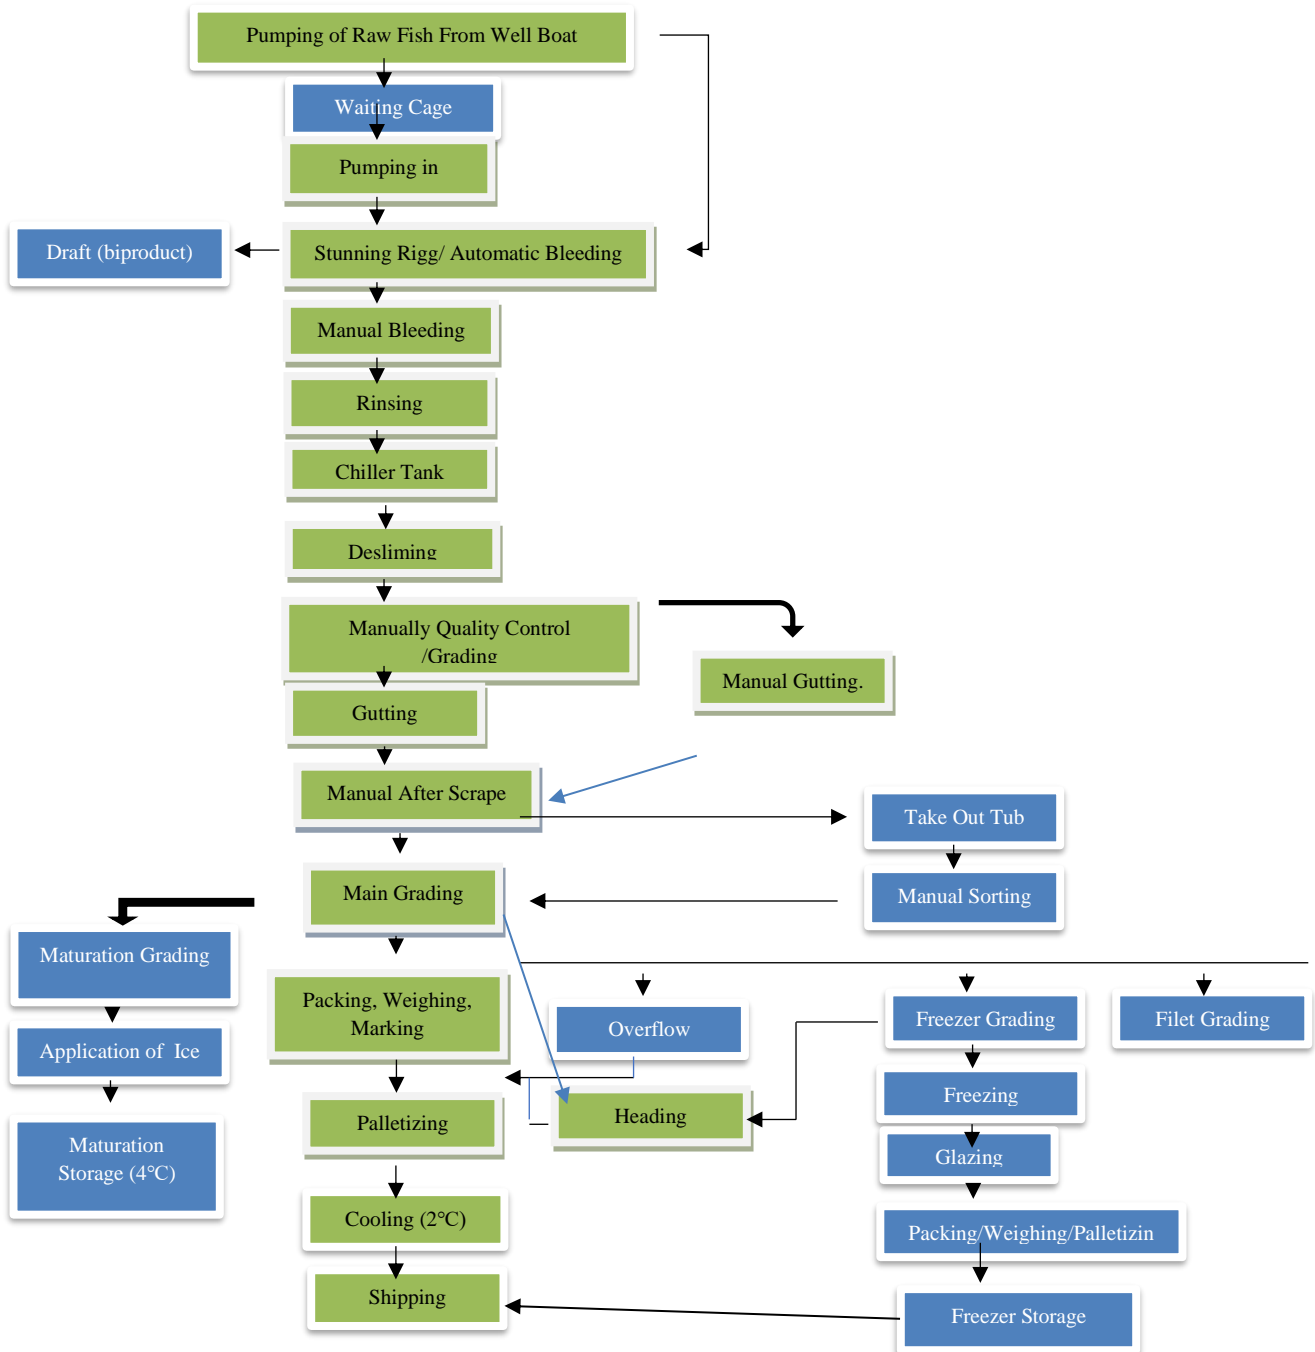 Pumping of Raw Fish From Well Boat
Waiting Cage
Pumping in
Draft (biproduct)
Stunning Rigg/ Automatic Bleeding
Manual Bleeding
Rinsing
Chiller Tank
Desliming
Manually Quality Control
/Grading
Manual Gutting.
Gutting
Manual After Scrape
Take Out Tub
Main Grading
Manual Sorting
Maturation Grading
Packing, Weighing,
Marking
Overflow
Freezer Grading
Filet Grading
Application of Ice
Freezing
Palletizing
Heading
Maturation
Storage (4°C)
Glazing
Cooling (2°C)
Packing/Weighing/Palletizin
Shipping
Freezer Storage